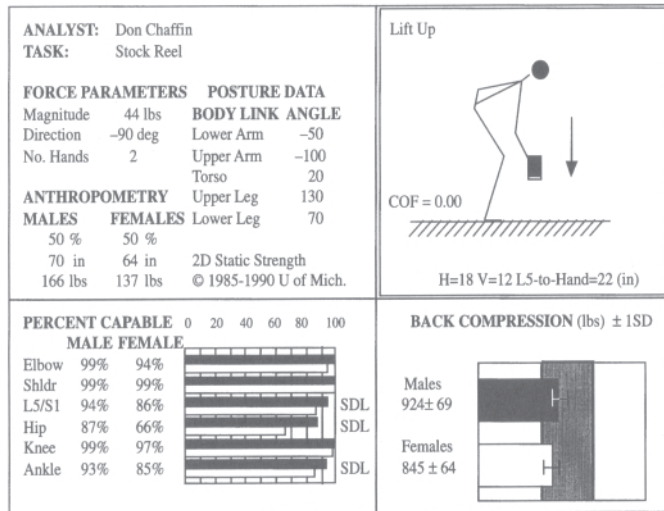 ANALYST: Don Chaffin
TASK: Stock Reel
FORCE PARAMETERS POSTURE DATA
Magnitude 44 lbs BODY LINK ANGLE
Direction –90 deg Lower Arm –50
No. Hands 2 Upper Arm –100
Torso 20
ANTHROPOMETRY Upper Leg 130
MALES FEMALES Lower Leg 70
50 % 50 %
70 in 64 in 2D Static Strength
166 lbs 137 lbs © 1985-1990 U of Mich.
Lift Up
COF = 0.00
H=18 V=12 L5-to-Hand=22 (in)
PERCENT CAPABLE 0 20 40 60 80 100
MALE FEMALE
Elbow 99% 94%
Shldr 99% 99%
L5/S1 94% 86% SDL
Hip 87% 66% SDL
Knee 99% 97%
Ankle 93% 85% SDL
BACK COMPRESSION (lbs) ± 1SD
Males
924± 69
Females
845 ± 64